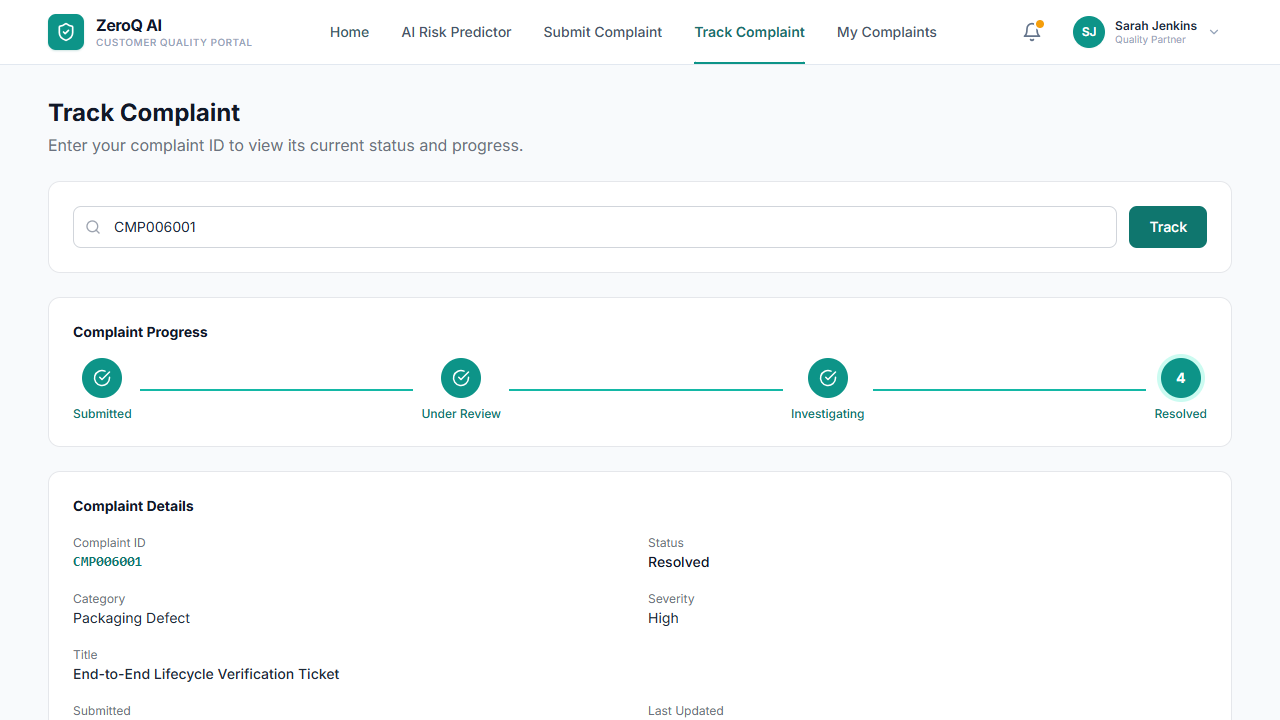 ZeroQ AI
CUSTOMER QUALITY PORTAL
Home
AI Risk Predictor
Submit Complaint
Track Complaint
My Complaints
SJ
Sarah Jenkins
Quality Partner
Track Complaint
Enter your complaint ID to view its current status and progress.
CMP006001
Track
Complaint Progress
4
Submitted
Under Review
Investigating
Resolved
Complaint Details
Complaint ID
CMP006001
Status
Resolved
Category
Packaging Defect
Severity
High
Title
End-to-End Lifecycle Verification Ticket
Submitted
Last Updated